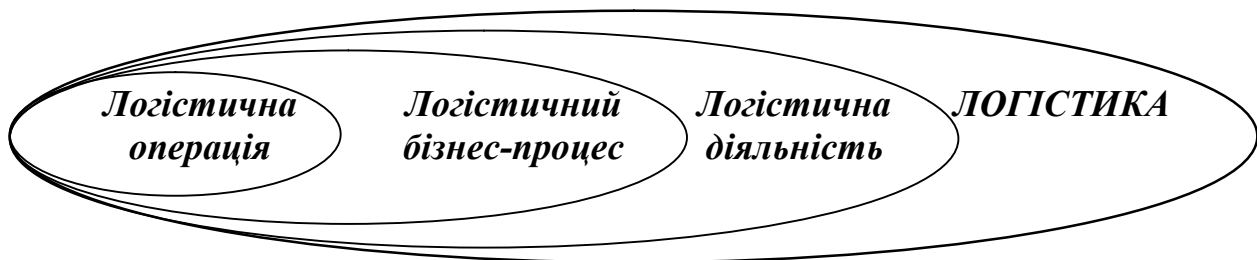 Логістична операція
Логістичний бізнес-процес
Логістична діяльність
ЛОГІСТИКА